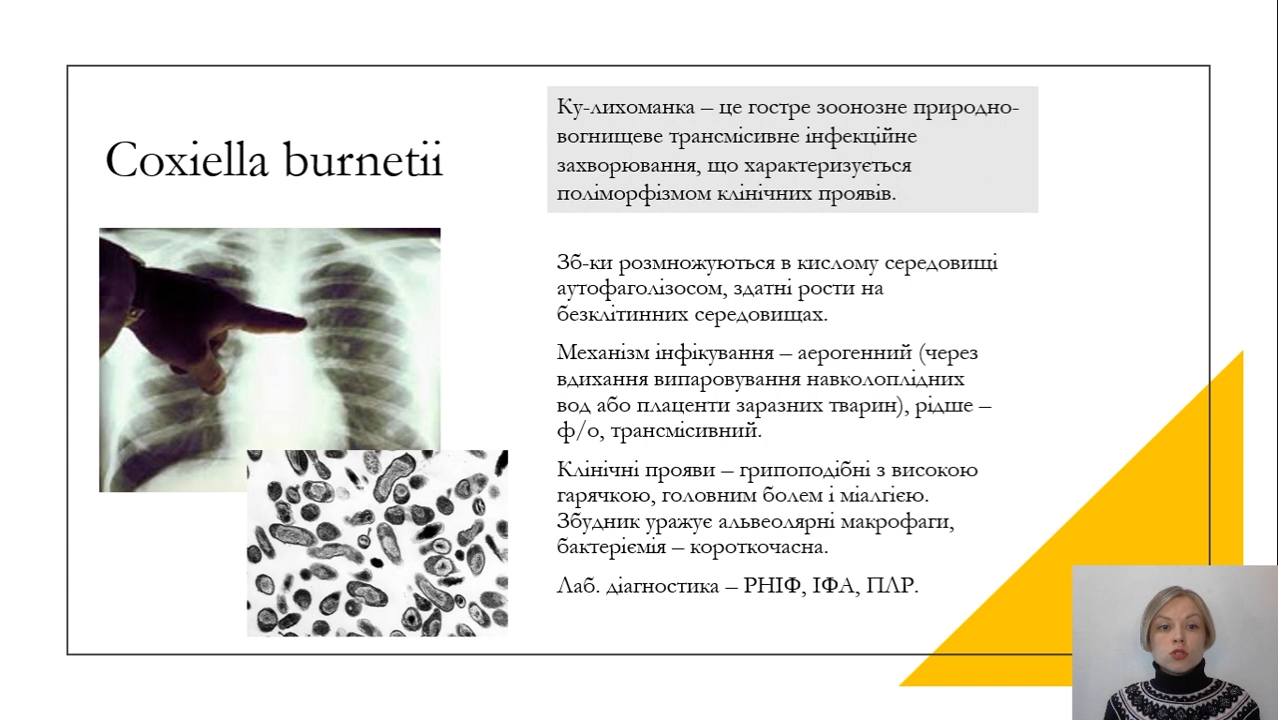 Coxiella burnetii
Ку-лихоманка – це гостре зоонозне природно-
вогнищеве трансмісивне інфекційне
захворювання, що характеризується
поліморфізмом клінічних проявів.
Зб-ки розмножуються в кислому середовищі
аутофаголізосом, здатні рости на
безклітинних середовищах.
Механізм інфікування – аерогенний (через
вдихання випаровування навколоплідних
вод або плаценти заразних тварин), рідше –
ф/о, трансмісивний.
Клінічні прояви – грипоподібні з високою
гарячкою, головним болем і міалгією.
Збудник уражує альвеолярні макрофаги,
бактеріємія – короткочасна.
Лаб. діагностика – РНІФ, ІФА, ПЛР.